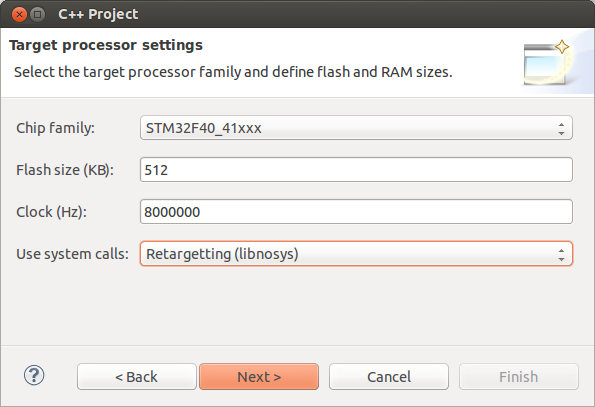 C++ Project
Target processor settings
Select the target processor family and define flash and RAM sizes.
Chip family: STM32F40_41xxx
Flash size (KB): 512
Clock (Hz): 8000000
Use system calls: Retargetting (libnosys)
? < Back Next > Cancel Finish